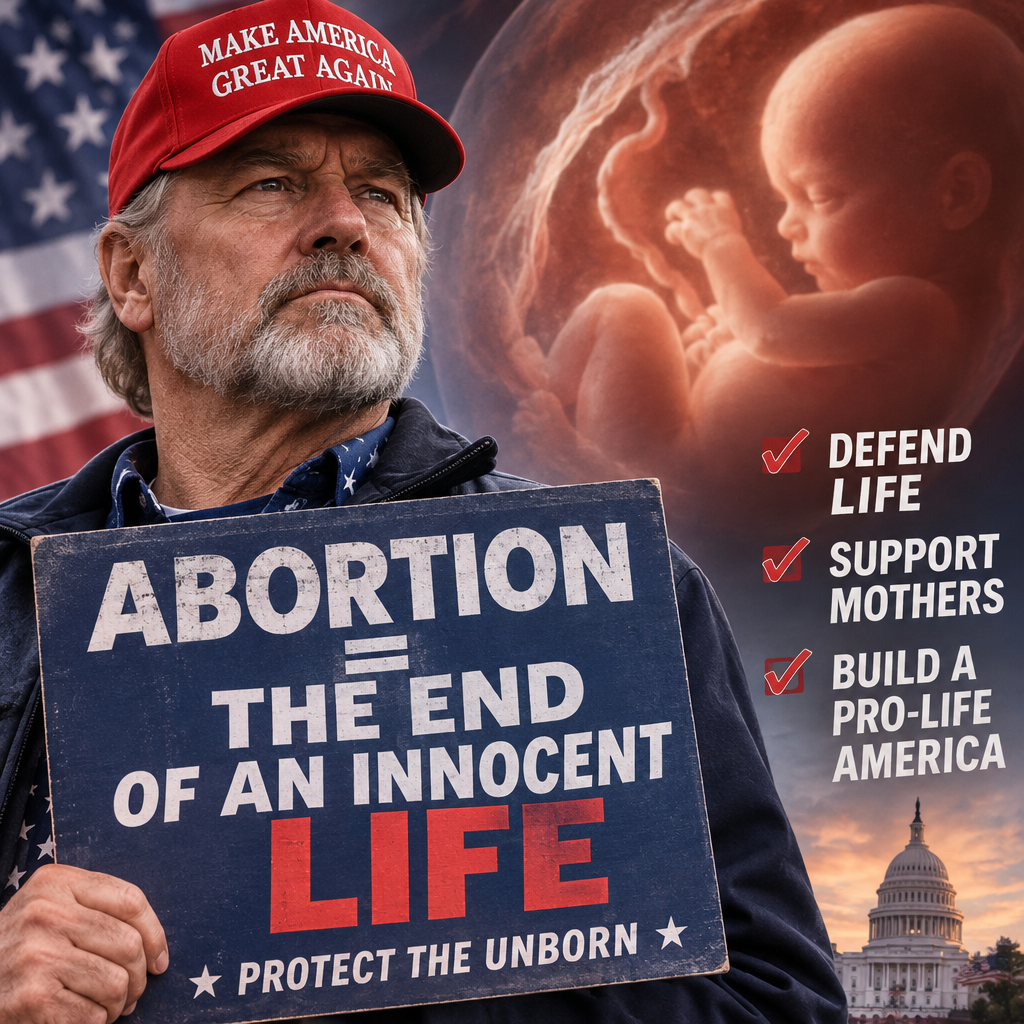 MAKE AMERICA
GREAT AGAIN
DEFEND
LIFE
SUPPORT
MOTHERS
BUILD A
PRO-LIFE
AMERICA
ABORTION
=
THE END
OF AN INNOCENT
LIFE
PROTECT THE UNBORN